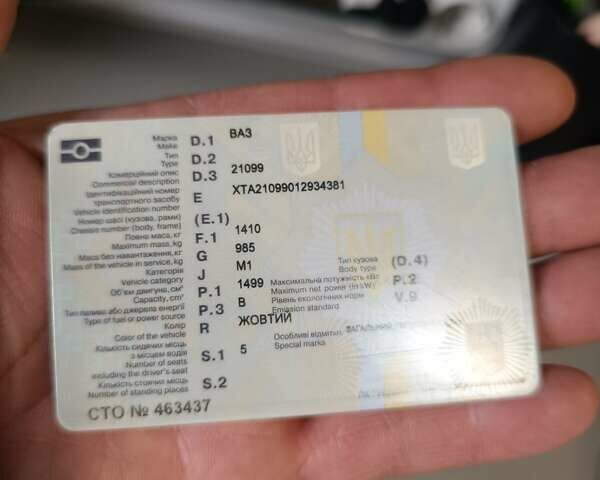 Марка D.1 ВАЗ
Make
Тип D.2
Type
Комерційний опис D.3 21099
Commercial description
Ідентифікаційний номер E XTA21099012934381
транспортного засобу
Vehicle identification number
Номер шасі (кузова, рами) (E.1)
Chassis number (body, frame)
Повна маса, кг F.1 1410
Maximum mass,kg
Маса без навантаження, кг G 985
Mass of the vehicle in service,kg
Категорія J M1
Vehicle category
Об'єм двигуна, см³ P.1 1499
Capacity, cm³
Тип палива або джерела енергії P.3 B
Type of fuel or power source
Колір R ЖОВТИЙ
Color of the vehicle
Кількість сидячих місць S.1 5
з місцем водія
Number of seats
including the driver's seat
Кількість стоячих місць S.2
Number of standing places
СТО № 463437
Тип кузова (D.4)
Body type
Максимальна потужність кВт P.2
Maximum net power (in kW)
Рівень екологічних норм V.9
Emission standard
Особливі відмітки, ЗАГАЛЬНИЙ
Special marks